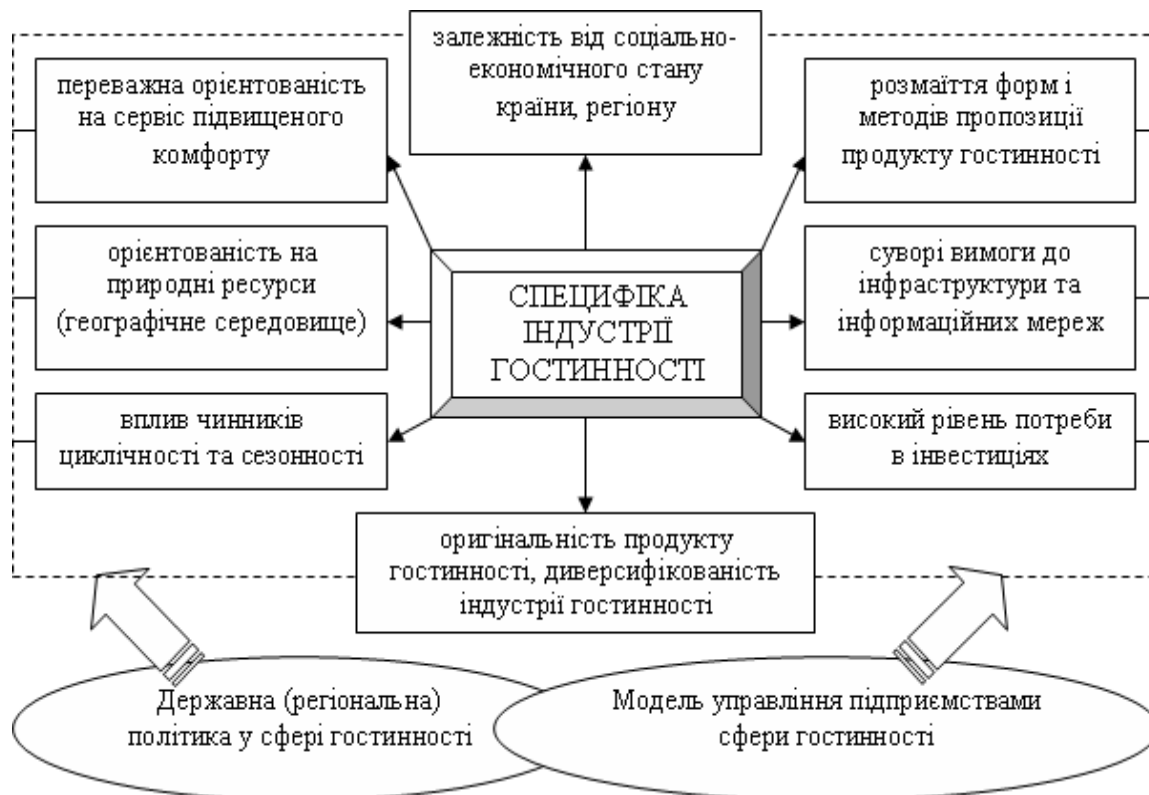 залежність від соціально-
економічного стану
країни, регіону
переважна орієнтованість
на сервіс підвищеного
комфорту
розмаїття форм і
методів пропозиції
продукту гостинності
орієнтованість на
природні ресурси
(географічне середовище)
СПЕЦИФІКА
ІНДУСТРІЇ
ГОСТИННОСТІ
суворі вимоги до
інфраструктури та
інформаційних мереж
вплив чинників
циклічності та сезонності
високий рівень потреби
в інвестиціях
оригінальність продукту
гостинності, диверсифікованість
індустрії гостинності
Державна (регіональна)
політика у сфері гостинності
Модель управління підприємствами
сфери гостинності